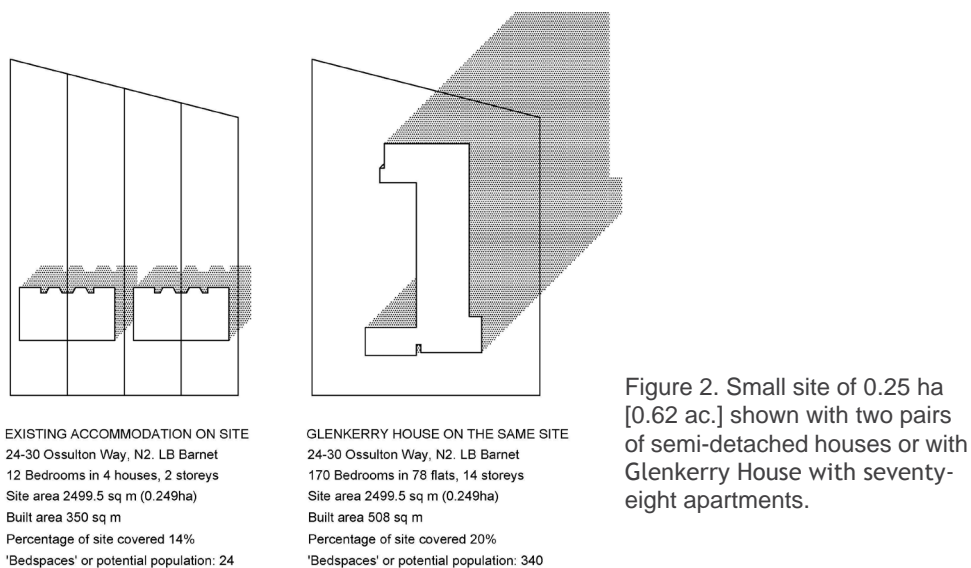 EXISTING ACCOMMODATION ON SITE
24-30 Ossulton Way, N2. LB Barnet
12 Bedrooms in 4 houses, 2 storeys
Site area 2499.5 sq m (0.249ha)
Built area 350 sq m
Percentage of site covered 14%
'Bedspaces' or potential population: 24
GLENKERRY HOUSE ON THE SAME SITE
24-30 Ossulton Way, N2. LB Barnet
170 Bedrooms in 78 flats, 14 storeys
Site area 2499.5 sq m (0.249ha)
Built area 508 sq m
Percentage of site covered 20%
'Bedspaces' or potential population: 340
Figure 2. Small site of 0.25 ha
[0.62 ac.] shown with two pairs
of semi-detached houses or with
Glenkerry House with seventy-
eight apartments.